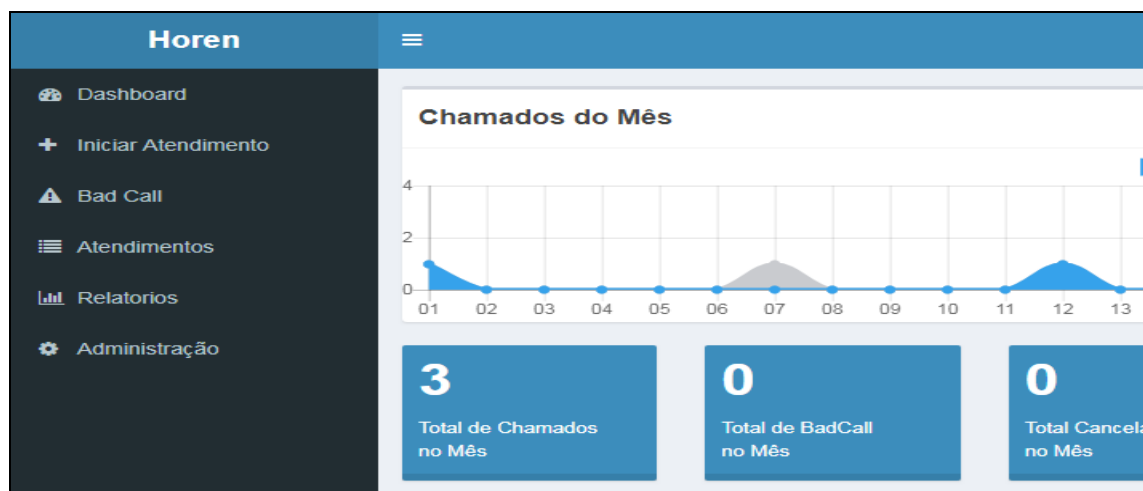 Horen
Dashboard
Iniciar Atendimento
Bad Call
Atendimentos
Relatorios
Administração
Chamados do Mês
4
2
0
01 02 03 04 05 06 07 08 09 10 11 12 13
3
Total de Chamados
no Mês
0
Total de BadCall
no Mês
0
Total Cancela
no Mês